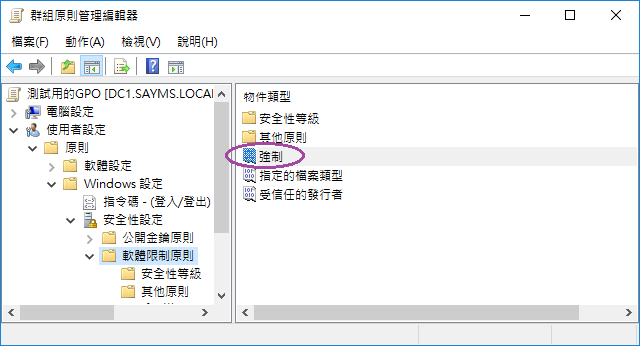 群組原則管理編輯器
檔案(F) 動作(A) 檢視(V) 說明(H)
測試用的GPO [DC1.SAYMS.LOCA
電腦設定
使用者設定
原則
軟體設定
Windows 設定
指令碼 - (登入/登出)
安全性設定
公開金鑰原則
軟體限制原則
安全性等級
其他原則
物件類型
安全性等級
其他原則
強制
指定的檔案類型
受信任的發行者